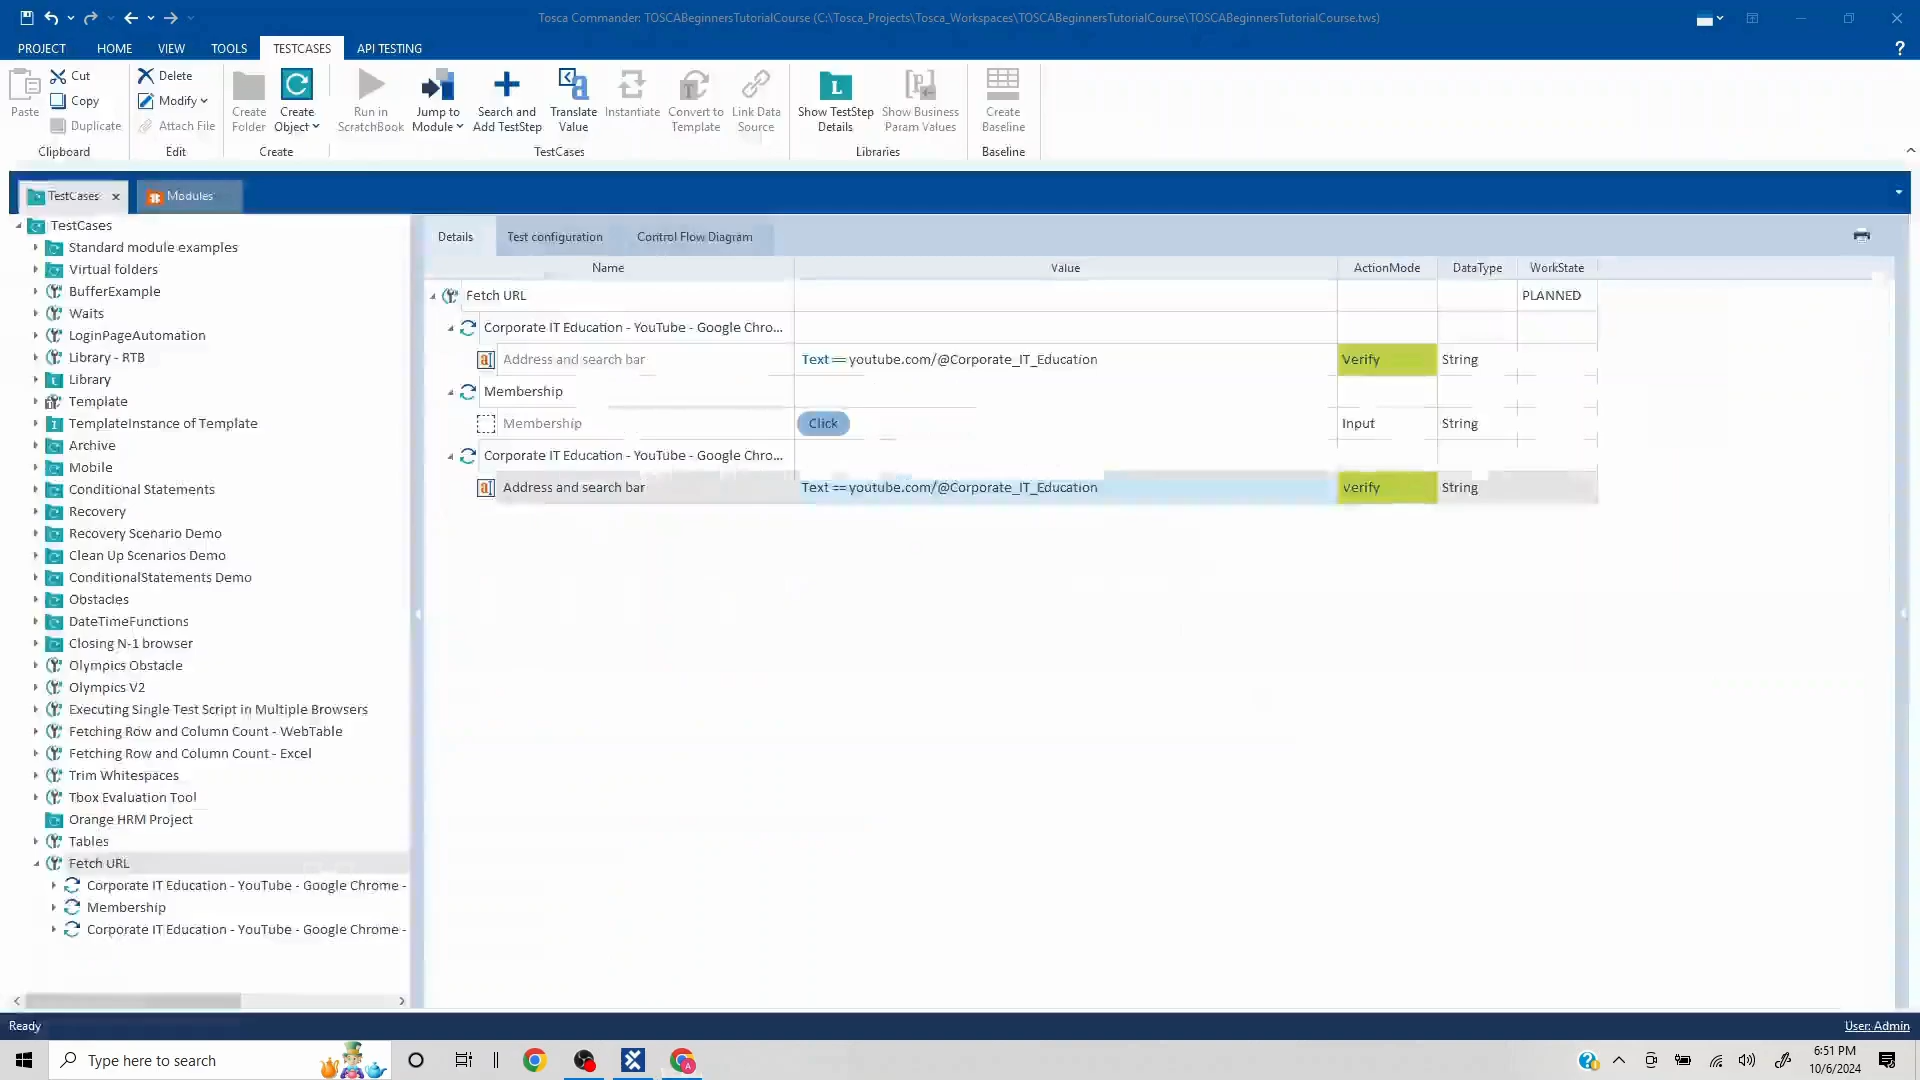 Tosca Commander: TOSCABeginnersTutorialCourse (C:\Tosca_Projects\Tosca_Workspaces\TOSCABeginnersTutorialCourse\TOSCABeginnersTutorialCourse.tws)
PROJECT HOME VIEW TOOLS TESTCASES API TESTING ?
Paste Cut Copy Duplicate
Delete Modify Attach File
Create Folder Create Object
Run in ScratchBook Jump to Module Search and Add TestStep Translate Value Instantiate Convert to Template Link Data Source
Show TestStep Details Show Business Param Values Create Baseline
Clipboard Edit Create TestCases Libraries Baseline
TestCases x Modules
TestCases
Standard module examples
Virtual folders
BufferExample
Waits
LoginPageAutomation
Library - RTB
Library
Template
TemplateInstance of Template
Archive
Mobile
Conditional Statements
Recovery
Recovery Scenario Demo
Clean Up Scenarios Demo
ConditionalStatements Demo
Obstacles
DateTimeFunctions
Closing N-1 browser
Olympics Obstacle
Olympics V2
Executing Single Test Script in Multiple Browsers
Fetching Row and Column Count - WebTable
Fetching Row and Column Count - Excel
Trim Whitespaces
Tbox Evaluation Tool
Orange HRM Project
Tables
Fetch URL
Corporate IT Education - YouTube - Google Chrome -
Membership
Corporate IT Education - YouTube - Google Chrome -
Details Test configuration Control Flow Diagram
Name Value ActionMode DataType WorkState
Fetch URL PLANNED
Corporate IT Education - YouTube - Google Chro...
Address and search bar Text == youtube.com/@Corporate_IT_Education Verify String
Membership
Membership Click Input String
Corporate IT Education - YouTube - Google Chro...
Address and search bar Text == youtube.com/@Corporate_IT_Education Verify String
Ready User: Admin
Type here to search
6:51 PM
10/6/2024